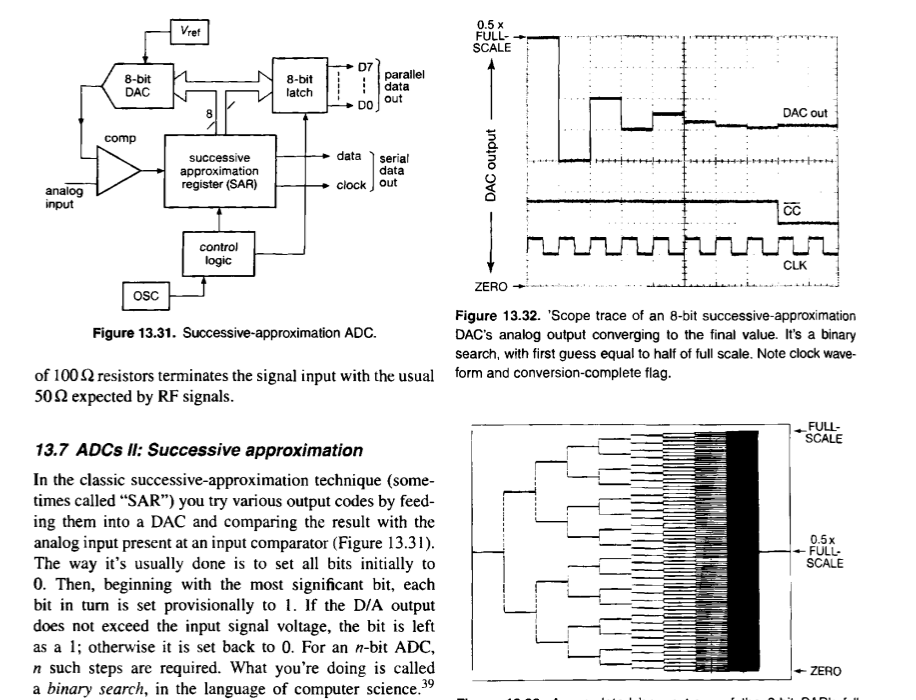 Vref
8-bit
DAC
8-bit
latch
D7
D0
parallel
data
out
8
comp
analog
input
successive
approximation
register (SAR)
data
clock
serial
data
out
control
logic
OSC
Figure 13.31. Successive-approximation ADC.
of 100 Ω resistors terminates the signal input with the usual
50 Ω expected by RF signals.
13.7 ADCs II: Successive approximation
In the classic successive-approximation technique (some-
times called “SAR”) you try various output codes by feed-
ing them into a DAC and comparing the result with the
analog input present at an input comparator (Figure 13.31).
The way it's usually done is to set all bits initially to
0. Then, beginning with the most significant bit, each
bit in turn is set provisionally to 1. If the D/A output
does not exceed the input signal voltage, the bit is left
as a 1; otherwise it is set back to 0. For an n-bit ADC,
n such steps are required. What you're doing is called
a binary search, in the language of computer science.39
0.5 x
FULL-
SCALE
DAC output
ZERO
DAC out
CC
CLK
Figure 13.32. 'Scope trace of an 8-bit successive-approximation
DAC's analog output converging to the final value. It's a binary
search, with first guess equal to half of full scale. Note clock wave-
form and conversion-complete flag.
FULL-
SCALE
0.5 x
FULL-
SCALE
ZERO